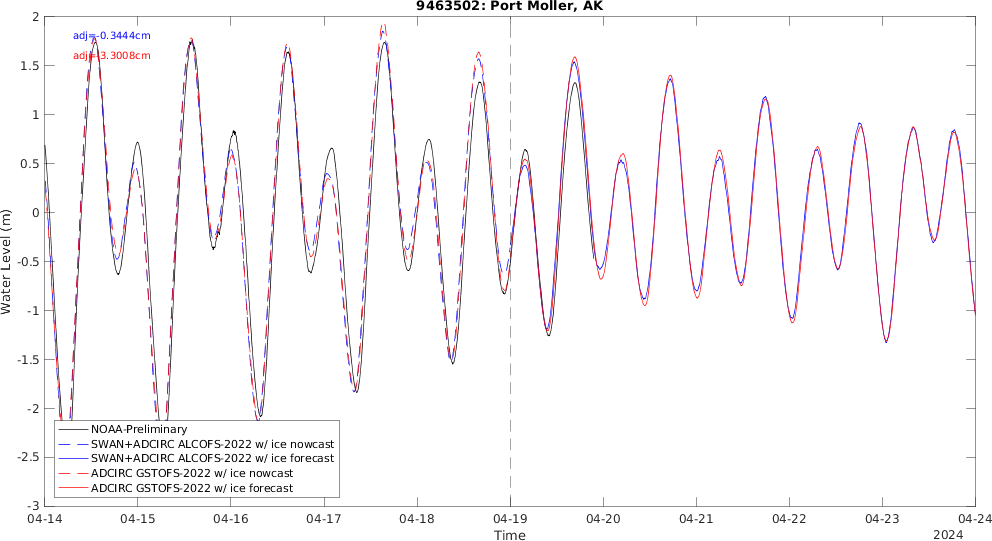 9463502: Port Moller, AK
adj=-0.3444cm
adj=-3.3008cm
2
1.5
1
0.5
0
-0.5
-1
-1.5
-2
-2.5
-3
Water Level (m)
NOAA-Preliminary
SWAN+ADCIRC ALCOFS-2022 w/ ice nowcast
SWAN+ADCIRC ALCOFS-2022 w/ ice forecast
ADCIRC GSTOFS-2022 w/ ice nowcast
ADCIRC GSTOFS-2022 w/ ice forecast
04-14 04-15 04-16 04-17 04-18 04-19 04-20 04-21 04-22 04-23 04-24
Time
2024